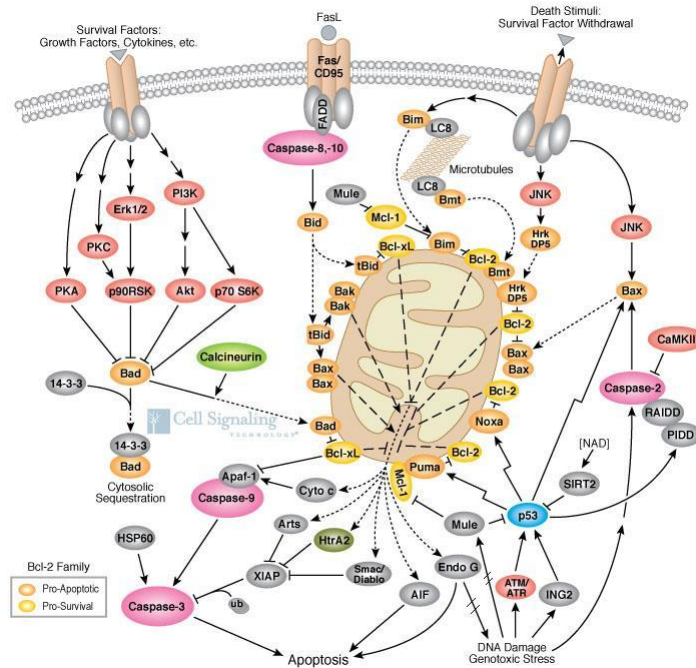 Survival Factors:
Growth Factors, Cytokines, etc.
FasL
Death Stimuli:
Survival Factor Withdrawal
Fas/
CD95
FADD
Caspase-8,-10
Bim
LC8
Microtubules
LC8
Bmt
JNK
Hrk
DP5
JNK
Erk1/2
PI3K
PKC
PKA
p90RSK
Akt
p70 S6K
Mule
Mcl-1
Bid
Bcl-xL
tBid
Bim
Bcl-2
Bmt
Hrk
DP5
Bcl-2
Bax
Bax
Bak
Bak
tBid
Bax
Bax
Bax
CaMKII
Caspase-2
RAIDD
PIDD
Bad
Calcineurin
14-3-3
14-3-3
Bad
Cytosolic
Sequestration
Cell Signaling
TECHNOLOGY®
Bad
Bcl-xL
Bcl-2
Noxa
Bcl-2
Puma
Mcl-1
[NAD]
SIRT2
p53
Apaf-1
Caspase-9
Cyto c
Arts
HtrA2
Mule
HSP60
XIAP
Smac/
Diablo
Endo G
AIF
ATM/
ATR
ING2
Caspase-3
ub
Apoptosis
DNA Damage
Genotoxic Stress
Bcl-2 Family
Pro-Apoptotic
Pro-Survival